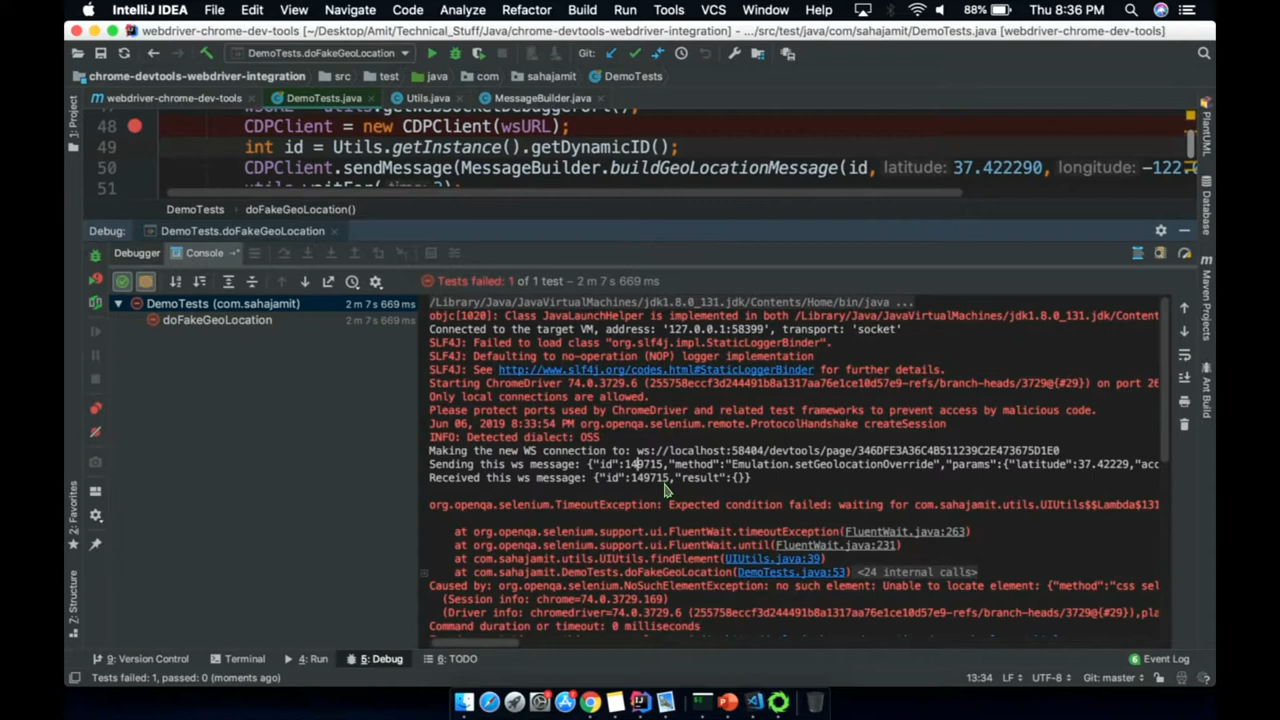 IntelliJ IDEA File Edit View Navigate Code Analyze Refactor Build Run Tools VCS Window Help 88% Thu 8:36 PM
webdriver-chrome-dev-tools [~/Desktop/Amit/Technical_Stuff/Java/chrome-devtools-webdriver-integration] - .../src/test/java/com/sahajamit/DemoTests.java [webdriver-chrome-dev-tools]
DemoTests.doFakeGeoLocation Git:
chrome-devtools-webdriver-integration src test java com sahajamit DemoTests
webdriver-chrome-dev-tools DemoTests.java Utils.java MessageBuilder.java
48 CDPClient = new CDPClient(wsURL);
49 int id = Utils.getInstance().getDynamicID();
50 CDPClient.sendMessage(MessageBuilder.buildGeoLocationMessage(id, latitude: 37.422290, longitude: -122.
51
DemoTests doFakeGeoLocation()
Debug: DemoTests.doFakeGeoLocation
Debugger Console
Tests failed: 1 of 1 test – 2 m 7 s 669 ms
DemoTests (com.sahajamit) 2 m 7 s 669 ms
doFakeGeoLocation 2 m 7 s 669 ms
/Library/Java/JavaVirtualMachines/jdk1.8.0_131.jdk/Contents/Home/bin/java ...
objc[1020]: Class JavaLaunchHelper is implemented in both /Library/Java/JavaVirtualMachines/jdk1.8.0_131.jdk/Content
Connected to the target VM, address: '127.0.0.1:58399', transport: 'socket'
SLF4J: Failed to load class "org.slf4j.impl.StaticLoggerBinder".
SLF4J: Defaulting to no-operation (NOP) logger implementation
SLF4J: See http://www.slf4j.org/codes.html#StaticLoggerBinder for further details.
Starting ChromeDriver 74.0.3729.6 (255758eccf3d244491b8a1317aa76e1ce10d57e9-refs/branch-heads/3729@{#29}) on port 26
Only local connections are allowed.
Please protect ports used by ChromeDriver and related test frameworks to prevent access by malicious code.
Jun 06, 2019 8:33:54 PM org.openqa.selenium.remote.ProtocolHandshake createSession
INFO: Detected dialect: OSS
Making the new WS connection to: ws://localhost:58404/devtools/page/346DFE3A36C4B511239C2E473675D1E0
Sending this ws message: {"id":149715,"method":"Emulation.setGeolocationOverride","params":{"latitude":37.42229,"acc
Received this ws message: {"id":149715,"result":{}}
org.openqa.selenium.TimeoutException: Expected condition failed: waiting for com.sahajamit.utils.UIUtils$$Lambda$131
at org.openqa.selenium.support.ui.FluentWait.timeoutException(FluentWait.java:263)
at org.openqa.selenium.support.ui.FluentWait.until(FluentWait.java:231)
at com.sahajamit.utils.UIUtils.findElement(UIUtils.java:39)
at com.sahajamit.DemoTests.doFakeGeoLocation(DemoTests.java:53) <24 internal calls>
Caused by: org.openqa.selenium.NoSuchElementException: no such element: Unable to locate element: {"method":"css sel
(Session info: chrome=74.0.3729.169)
(Driver info: chromedriver=74.0.3729.6 (255758eccf3d244491b8a1317aa76e1ce10d57e9-refs/branch-heads/3729@{#29}),pla
Command duration or timeout: 0 milliseconds
1: Project
2: Favorites
7: Structure
PlantUML
Database
Maven Projects
Ant Build
9: Version Control Terminal 4: Run 5: Debug 6: TODO 6 Event Log
Tests failed: 1, passed: 0 (moments ago) 13:34 LF UTF-8 Git: master